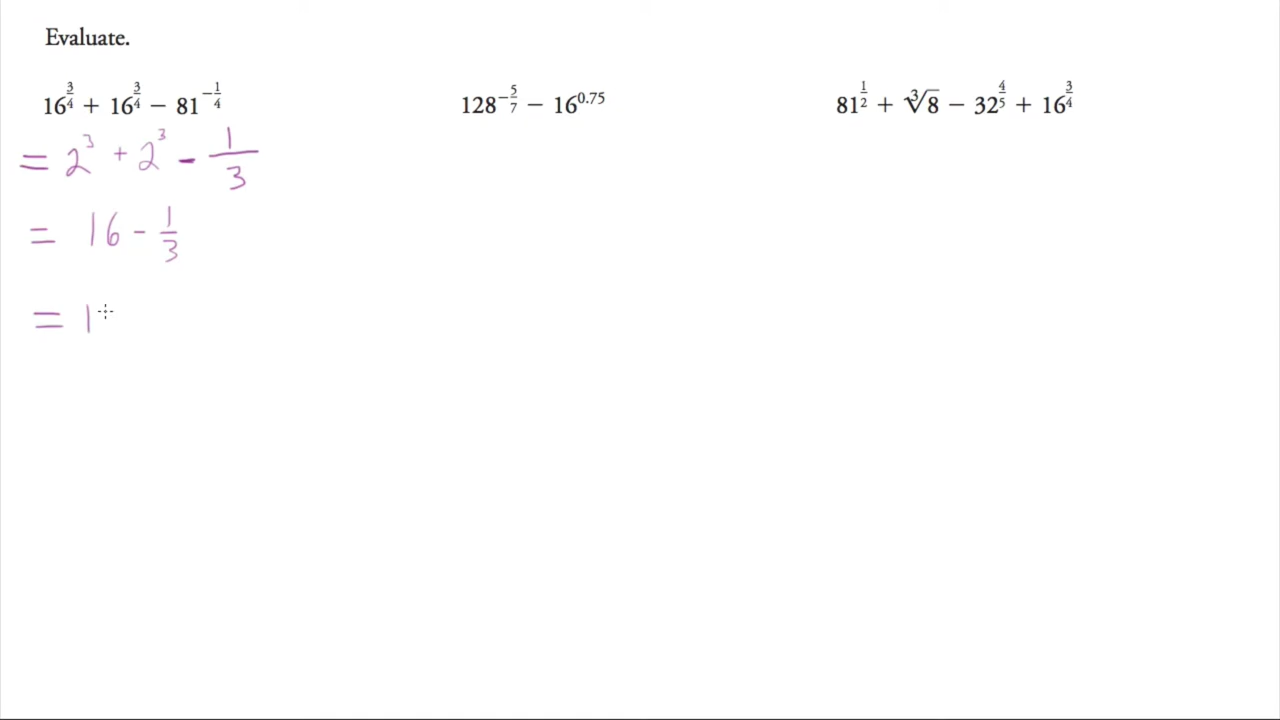 Evaluate.
16^{3/4} + 16^{3/4} − 81^{−1/4}
= 2^3 + 2^3 - 1/3
= 16 - 1/3
= 1
128^{−5/7} − 16^{0.75}
81^{1/2} + ∛8 − 32^{4/5} + 16^{3/4}